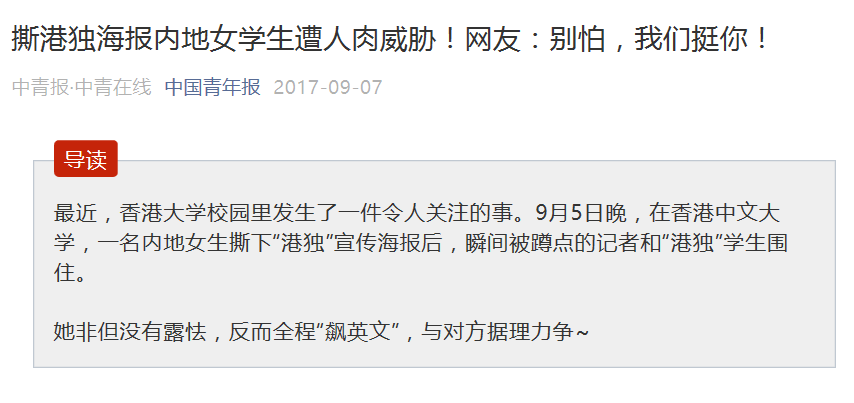 撕港独海报内地女学生遭人肉威胁！网友：别怕，我们挺你！
中青报·中青在线 中国青年报 2017-09-07
导读
最近，香港大学校园里发生了一件令人关注的事。9月5日晚，在香港中文大
学，一名内地女生撕下“港独”宣传海报后，瞬间被蹲点的记者和“港独”学生围
住。
她非但没有露怯，反而全程“飙英文”，与对方据理力争~